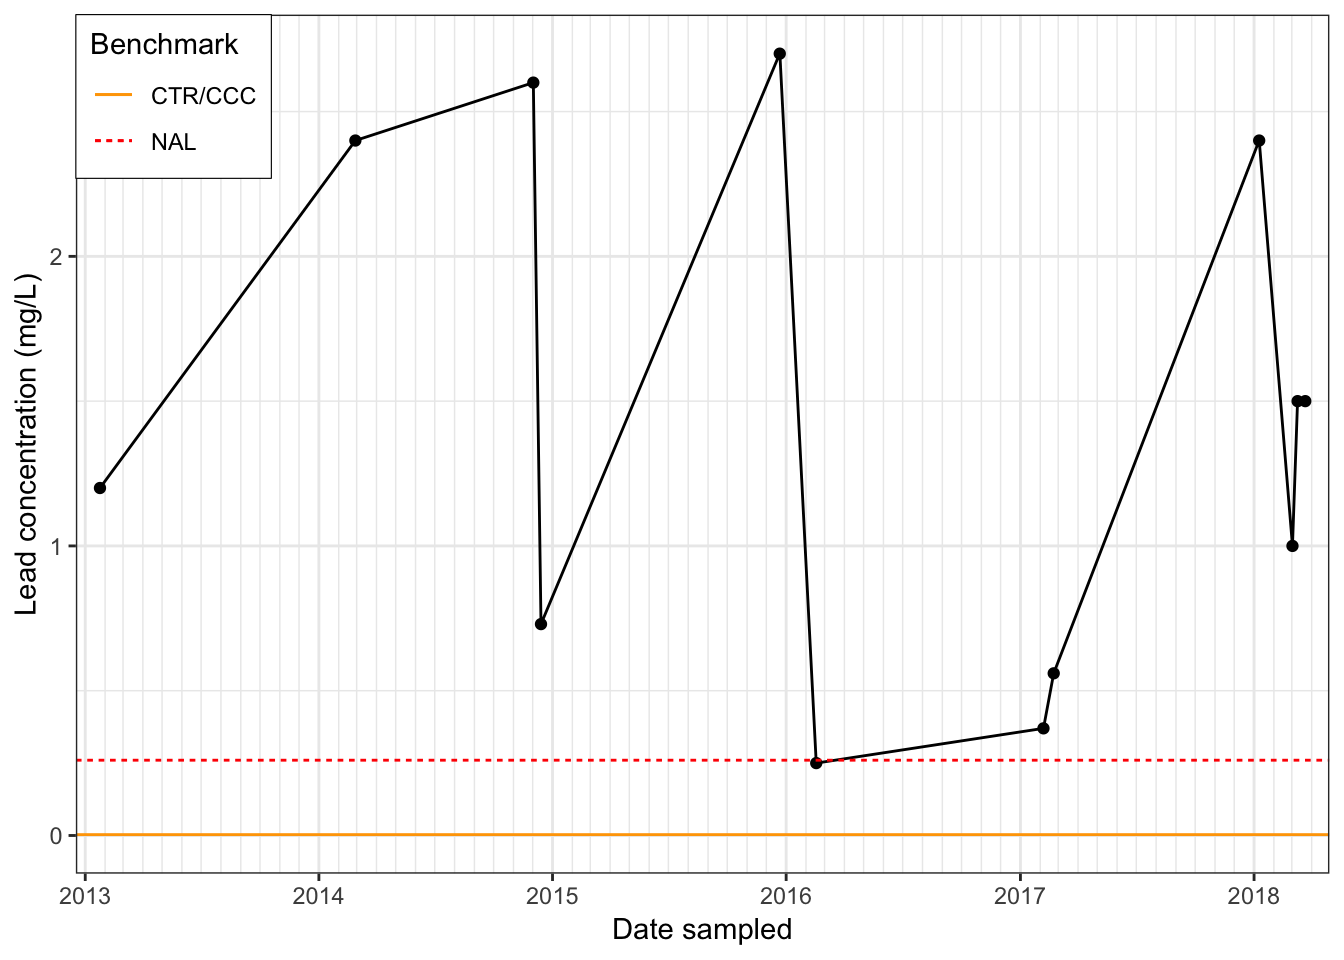 Benchmark
CTR/CCC
NAL
Lead concentration (mg/L)
2
1
0
2013 2014 2015 2016 2017 2018
Date sampled